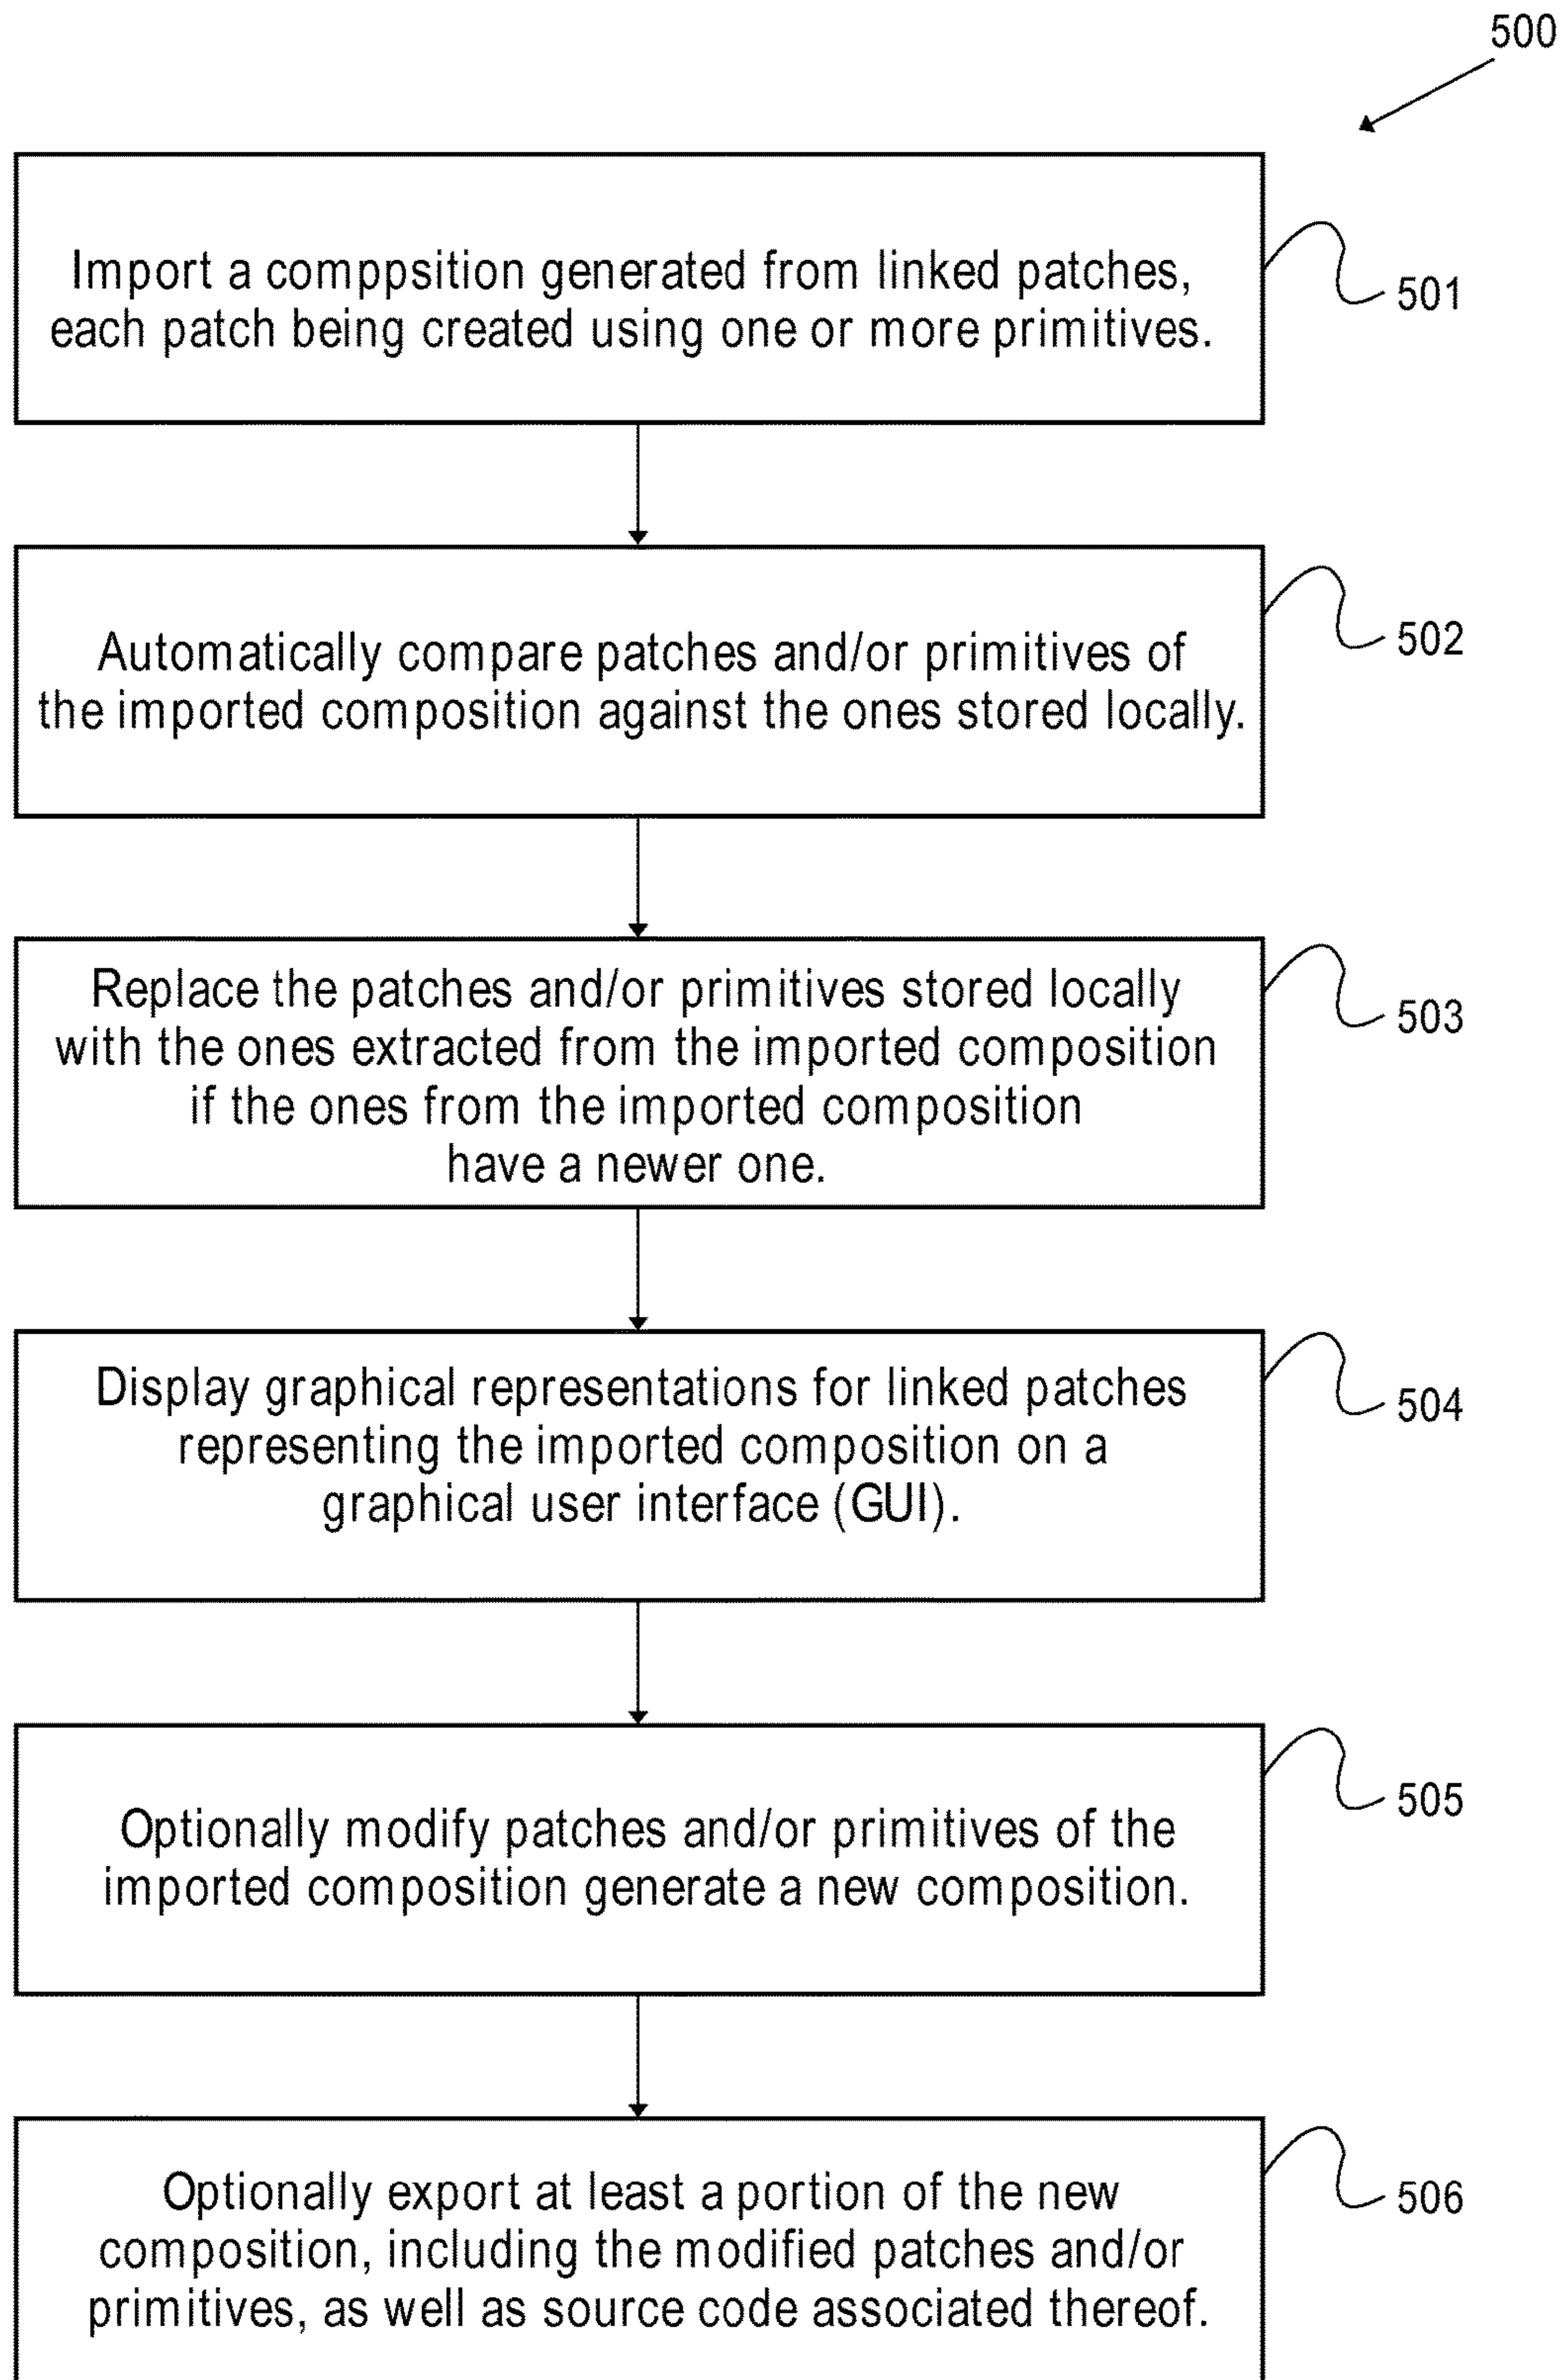 500
Import a comppsition generated from linked patches,
each patch being created using one or more primitives.
501
Automatically compare patches and/or primitives of
the imported composition against the ones stored locally.
502
Replace the patches and/or primitives stored locally
with the ones extracted from the imported composition
if the ones from the imported composition
have a newer one.
503
Display graphical representations for linked patches
representing the imported composition on a
graphical user interface (GUI).
504
Optionally modify patches and/or primitives of the
imported composition generate a new composition.
505
Optionally export at least a portion of the new
composition, including the modified patches and/or
primitives, as well as source code associated thereof.
506